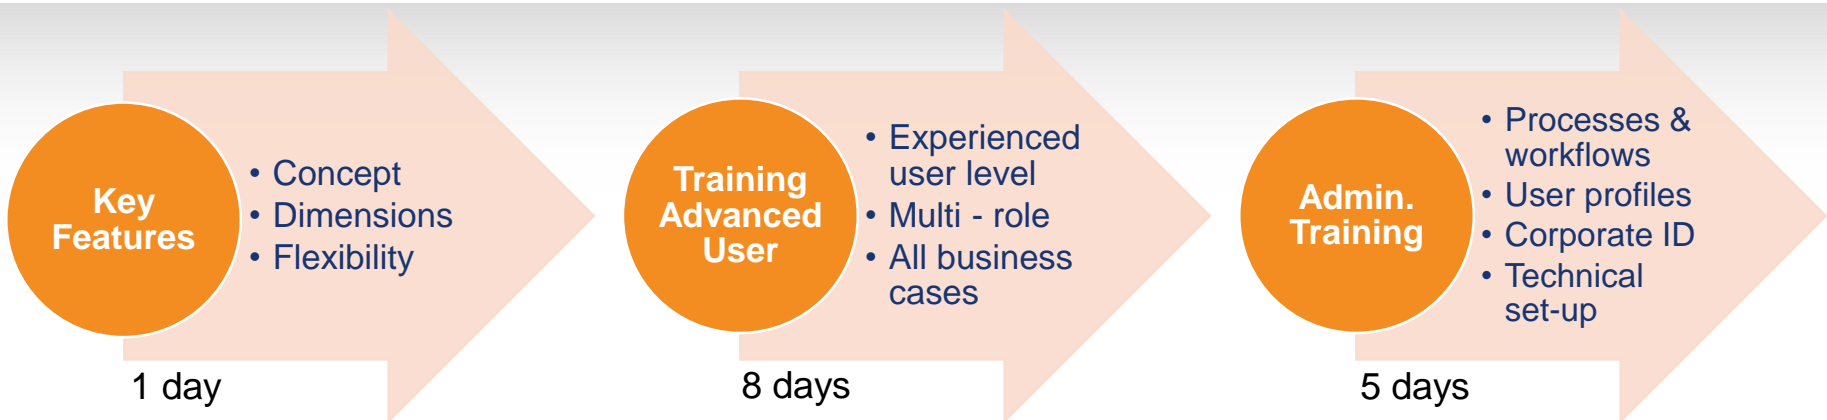 Key
Features
• Concept
• Dimensions
• Flexibility
1 day
Training
Advanced
User
• Experienced
user level
• Multi - role
• All business
cases
8 days
Admin.
Training
• Processes &
workflows
• User profiles
• Corporate ID
• Technical
set-up
5 days